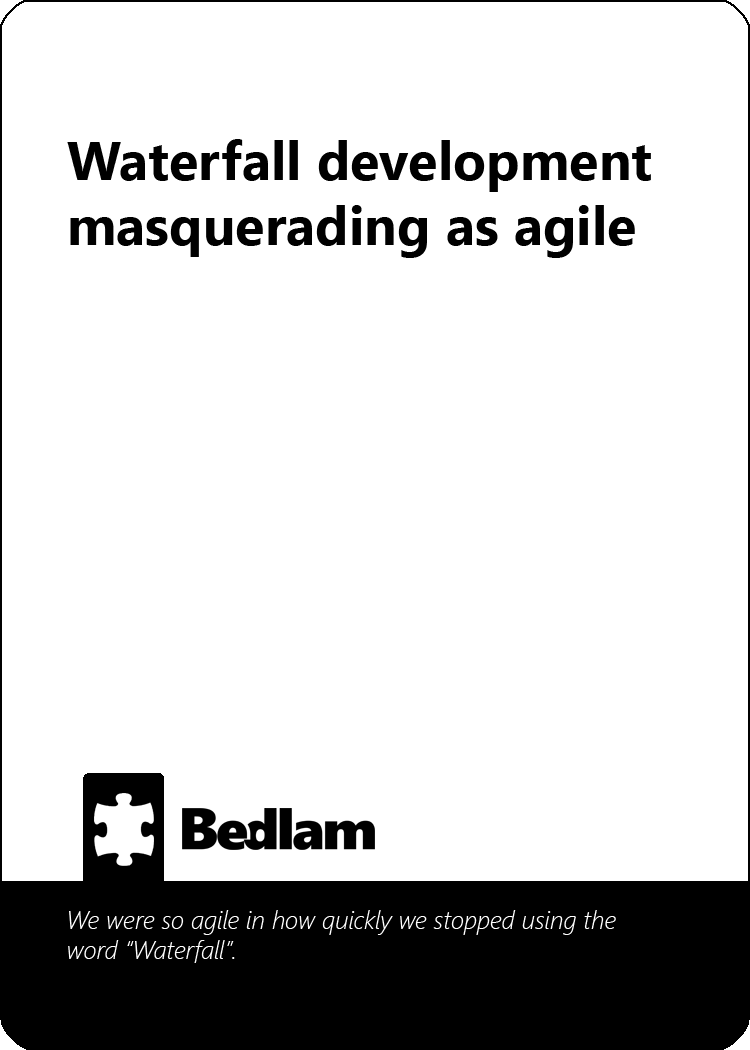 Waterfall development
masquerading as agile
Bedlam
We were so agile in how quickly we stopped using the
word “Waterfall”.